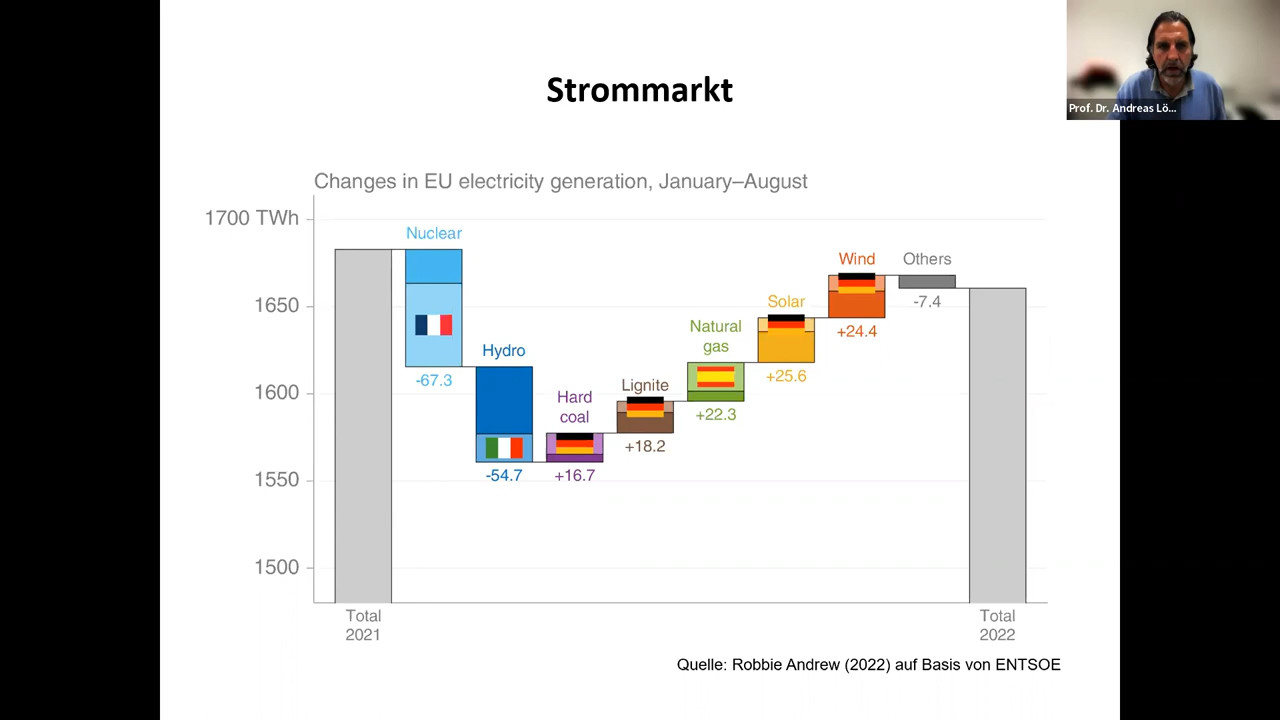 Strommarkt
Prof. Dr. Andreas Lö...
Changes in EU electricity generation, January–August
1700 TWh
1650
1600
1550
1500
Nuclear
-67.3
Hydro
-54.7
Hard
coal
+16.7
Lignite
+18.2
Natural
gas
+22.3
Solar
+25.6
Wind
+24.4
Others
-7.4
Total
2021
Total
2022
Quelle: Robbie Andrew (2022) auf Basis von ENTSOE